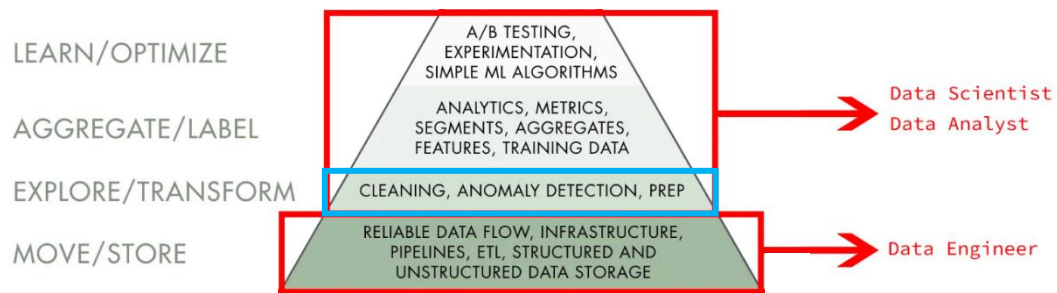 LEARN/OPTIMIZE
A/B TESTING,
EXPERIMENTATION,
SIMPLE ML ALGORITHMS
AGGREGATE/LABEL
ANALYTICS, METRICS,
SEGMENTS, AGGREGATES,
FEATURES, TRAINING DATA
Data Scientist
Data Analyst
EXPLORE/TRANSFORM
CLEANING, ANOMALY DETECTION, PREP
MOVE/STORE
RELIABLE DATA FLOW, INFRASTRUCTURE,
PIPELINES, ETL, STRUCTURED AND
UNSTRUCTURED DATA STORAGE
Data Engineer